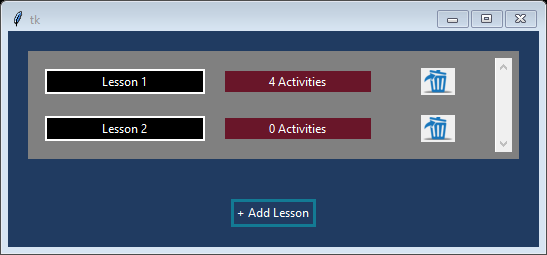 tk
Lesson 1
4 Activities
Lesson 2
0 Activities
+ Add Lesson